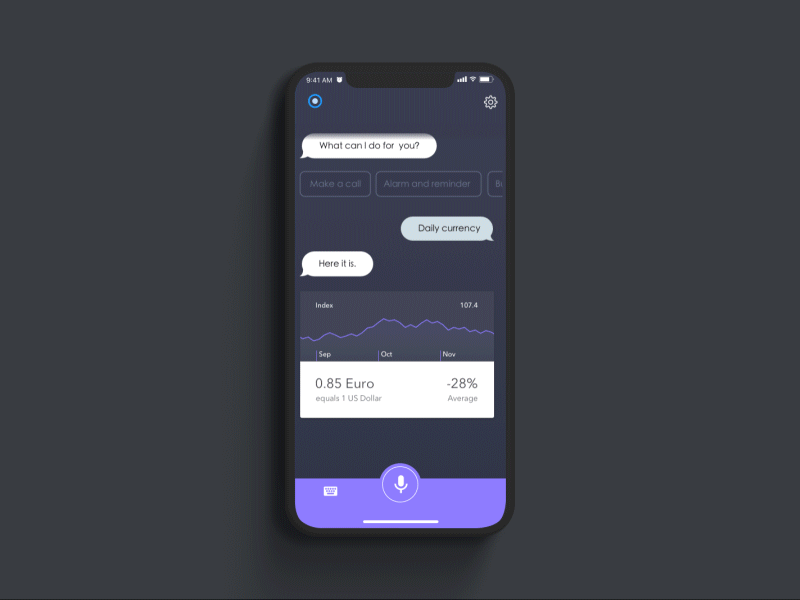 9:41 AM
What can I do for you?
Make a call
Alarm and reminder
Daily currency
Here it is.
Index
107.4
Sep
Oct
Nov
0.85 Euro
-28%
equals 1 US Dollar
Average